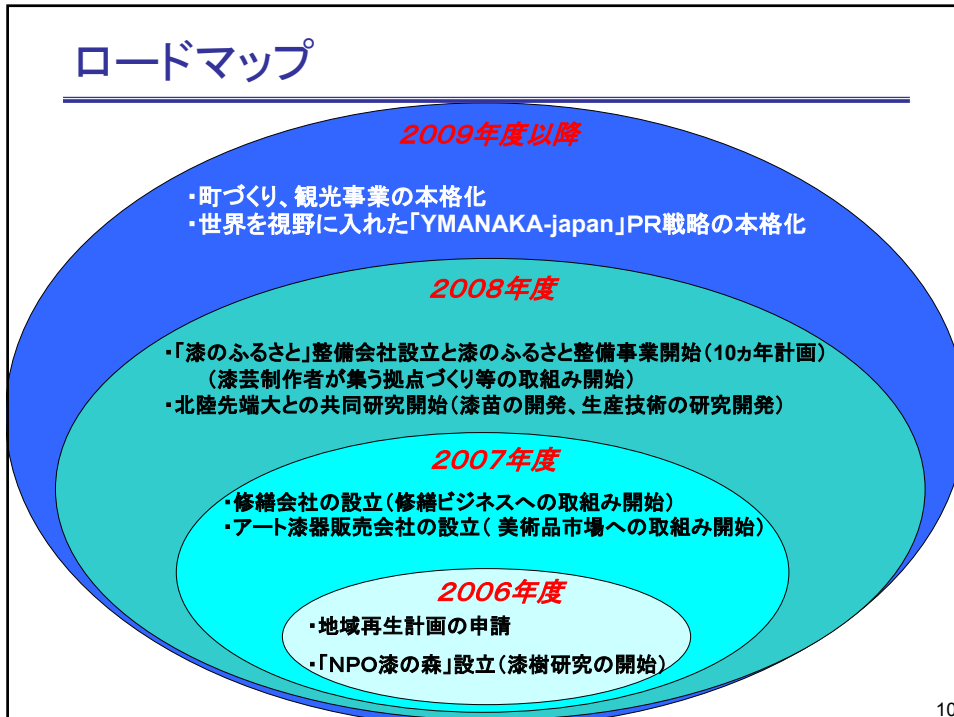 ロードマップ
2009年度以降
・町づくり、観光事業の本格化
・世界を視野に入れた「YMANAKA-japan」PR戦略の本格化
2008年度
・「漆のふるさと」整備会社設立と漆のふるさと整備事業開始(10ヵ年計画)
(漆芸制作者が集う拠点づくり等の取組み開始)
・北陸先端大との共同研究開始(漆苗の開発、生産技術の研究開発)
2007年度
・修繕会社の設立(修繕ビジネスへの取組み開始)
・アート漆器販売会社の設立( 美術品市場への取組み開始)
2006年度
・地域再生計画の申請
・「NPO漆の森」設立(漆樹研究の開始)
10